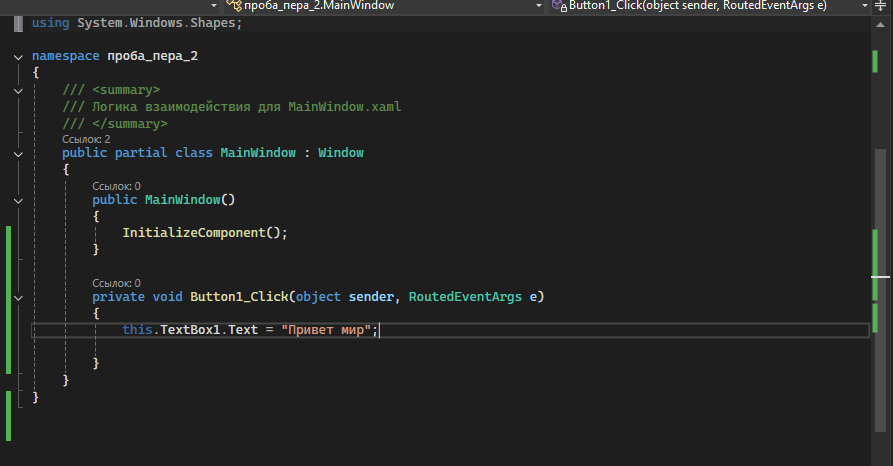 проба_пера_2.MainWindow
Button1_Click(object sender, RoutedEventArgs e)
using System.Windows.Shapes;
namespace проба_пера_2
{
/// <summary>
/// Логика взаимодействия для MainWindow.xaml
/// </summary>
Ссылок: 2
public partial class MainWindow : Window
{
Ссылок: 0
public MainWindow()
{
InitializeComponent();
}
Ссылок: 0
private void Button1_Click(object sender, RoutedEventArgs e)
{
this.TextBox1.Text = "Привет мир";
}
}
}